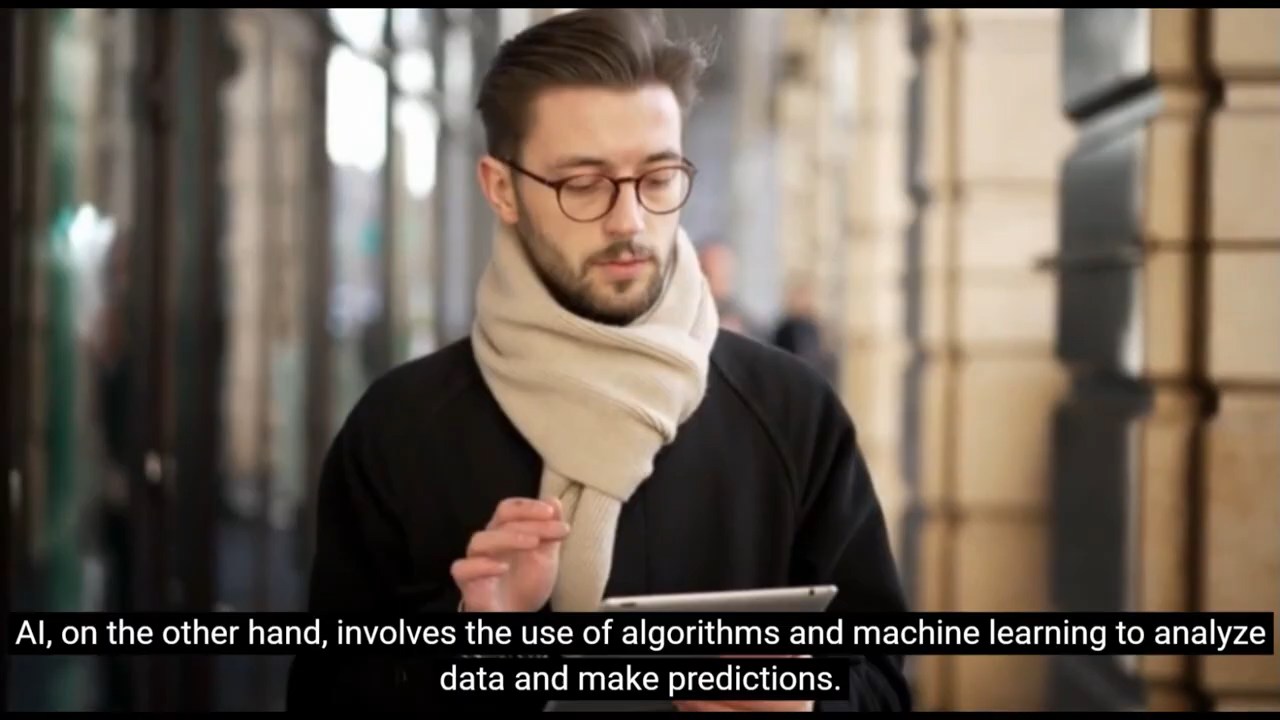 AI, on the other hand, involves the use of algorithms and machine learning to analyze
data and make predictions.